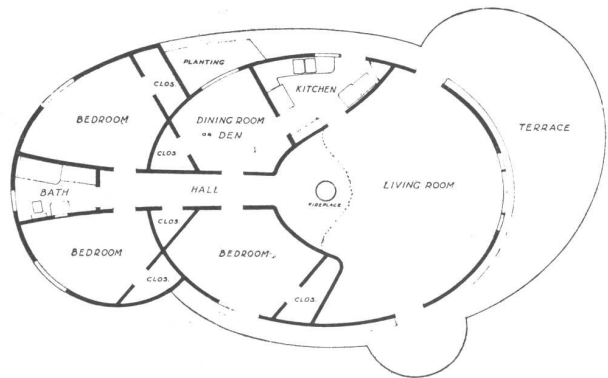 PLANTING
CLOS.
KITCHEN
BEDROOM
DINING ROOM
OR DEN
TERRACE
CLOS.
BATH
HALL
LIVING ROOM
FIREPLACE
CLOS.
BEDROOM
BEDROOM
CLOS.
CLOS.